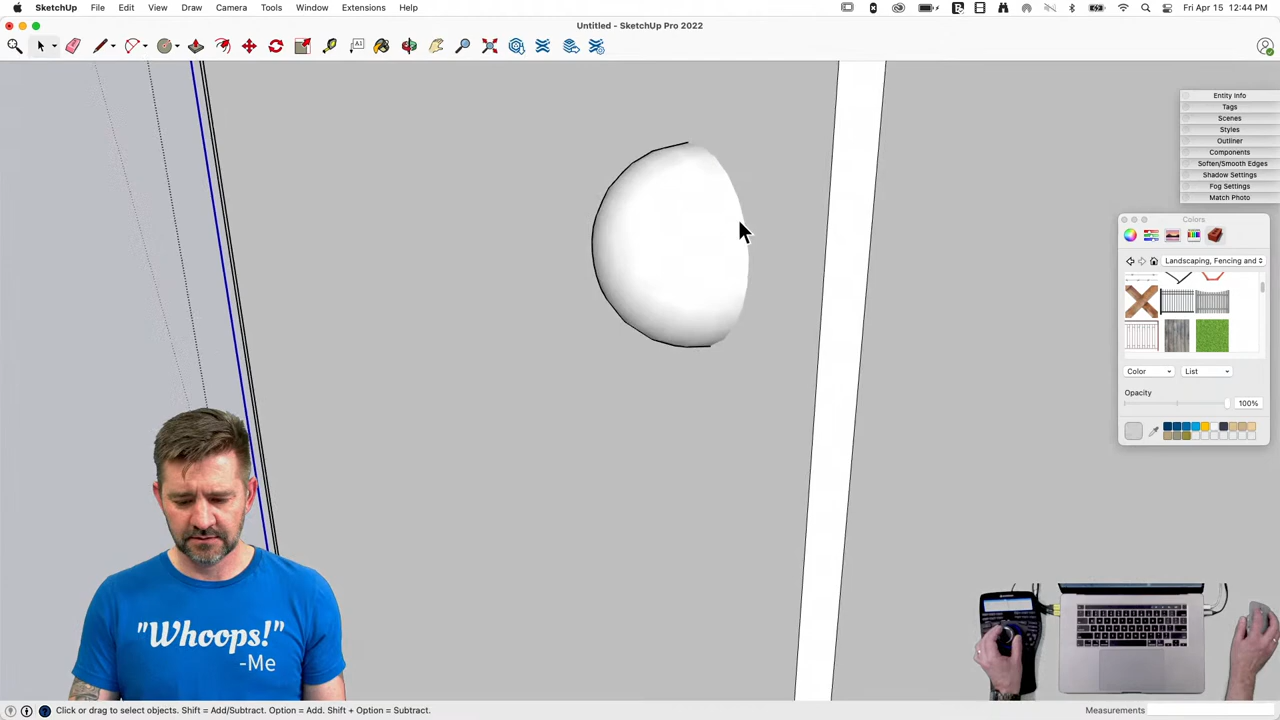 SketchUp File Edit View Draw Camera Tools Window Extensions Help Fri Apr 15 12:44 PM
Untitled - SketchUp Pro 2022
Entity Info
Tags
Scenes
Styles
Outliner
Components
Soften/Smooth Edges
Shadow Settings
Fog Settings
Match Photo
Colors
Landscaping, Fencing and
Color List
Opacity
100%
"Whoops!"
-Me
Click or drag to select objects. Shift = Add/Subtract. Option = Add. Shift + Option = Subtract. Measurements